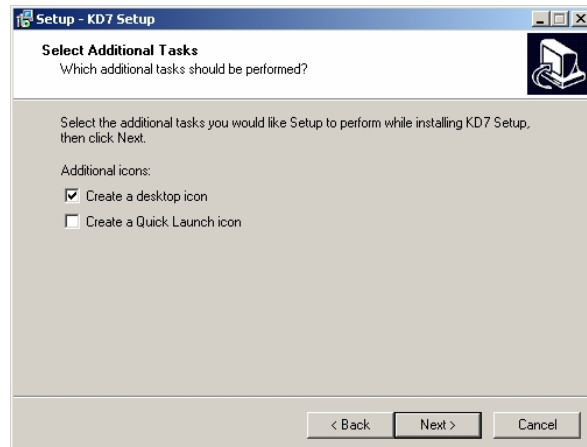 Setup - KD7 Setup
Select Additional Tasks
Which additional tasks should be performed?
Select the additional tasks you would like Setup to perform while installing KD7 Setup,
then click Next.
Additional icons:
Create a desktop icon
Create a Quick Launch icon
< Back Next > Cancel